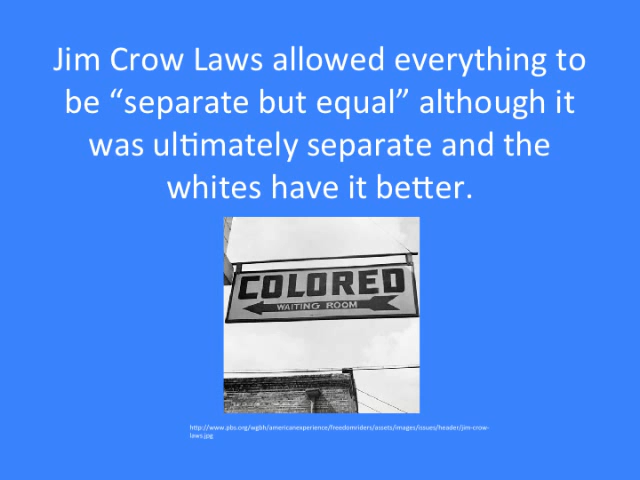 Jim Crow Laws allowed everything to
be “separate but equal” although it
was ultimately separate and the
whites have it better.
COLORED
WAITING ROOM
http://www.pbs.org/wgbh/americanexperience/freedomriders/assets/images/issues/header/jim-crow-
laws.jpg